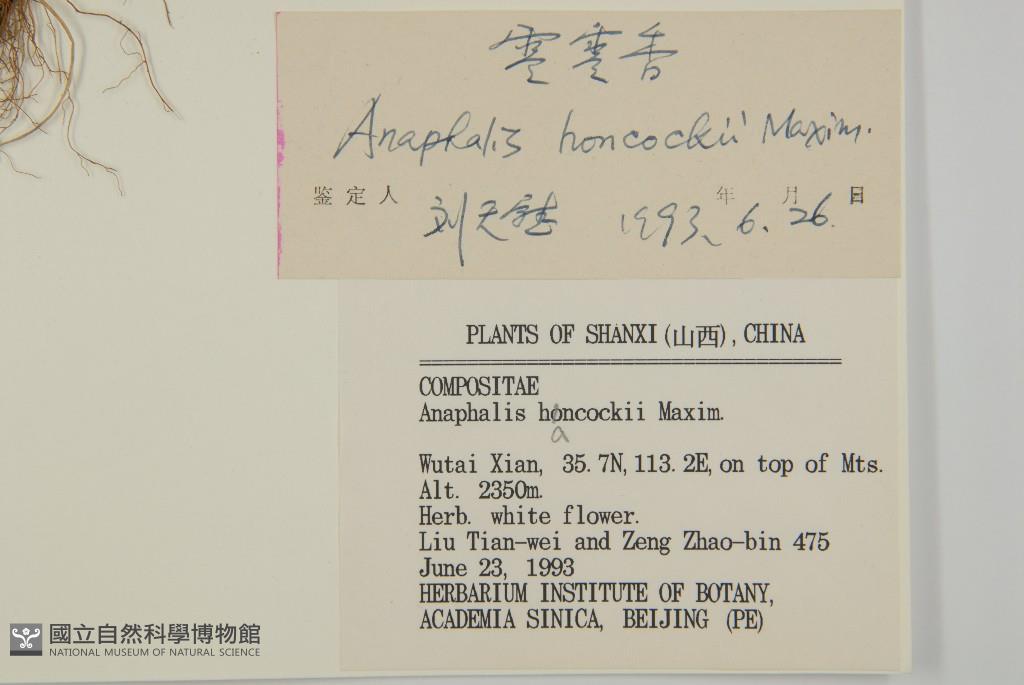 零零香
Anaphalis honcockii Maxim.
鉴定人 刘天 年 月 日
1993. 6. 26.
PLANTS OF SHANXI (山西), CHINA
COMPOSITAE
Anaphalis honcockii Maxim.
a
Wutai Xian, 35. 7N, 113. 2E, on top of Mts.
Alt. 2350m.
Herb. white flower.
Liu Tian-wei and Zeng Zhao-bin 475
June 23, 1993
HERBARIUM INSTITUTE OF BOTANY,
ACADEMIA SINICA, BEIJING (PE)
國立自然科學博物館
NATIONAL MUSEUM OF NATURAL SCIENCE